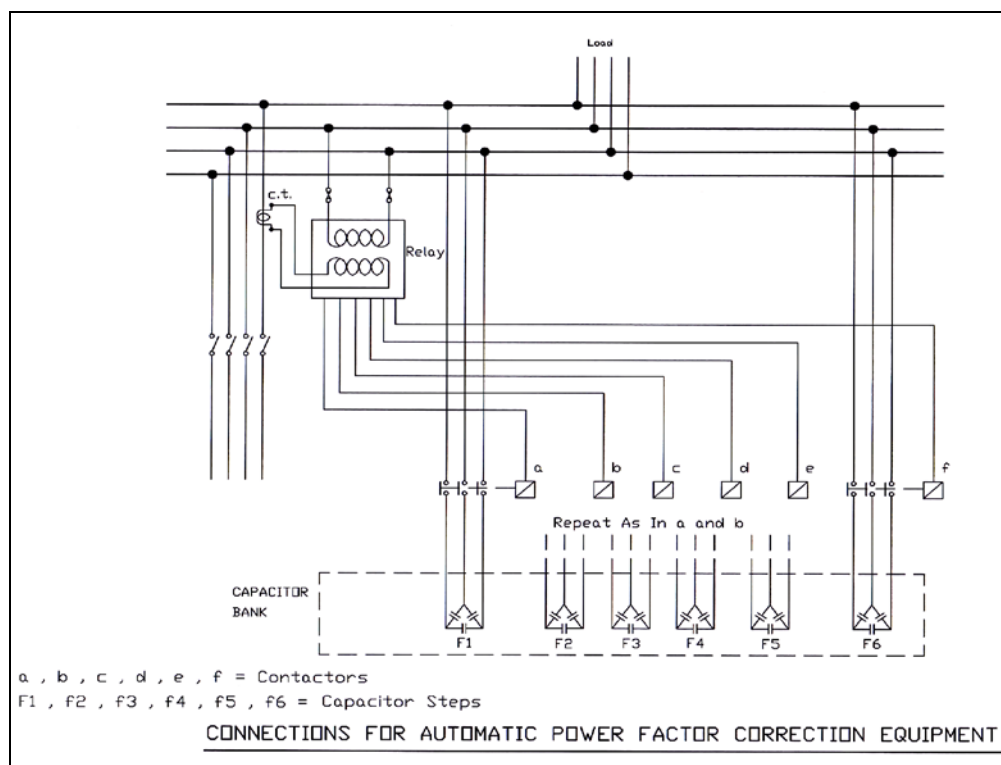 Load
c.t.
Relay
a b c d e f
Repeat As In a and b
CAPACITOR
BANK
F1 F2 F3 F4 F5 F6
a , b , c , d , e , f = Contactors
F1 , f2 , f3 , f4 , f5 , f6 = Capacitor Steps
CONNECTIONS FOR AUTOMATIC POWER FACTOR CORRECTION EQUIPMENT